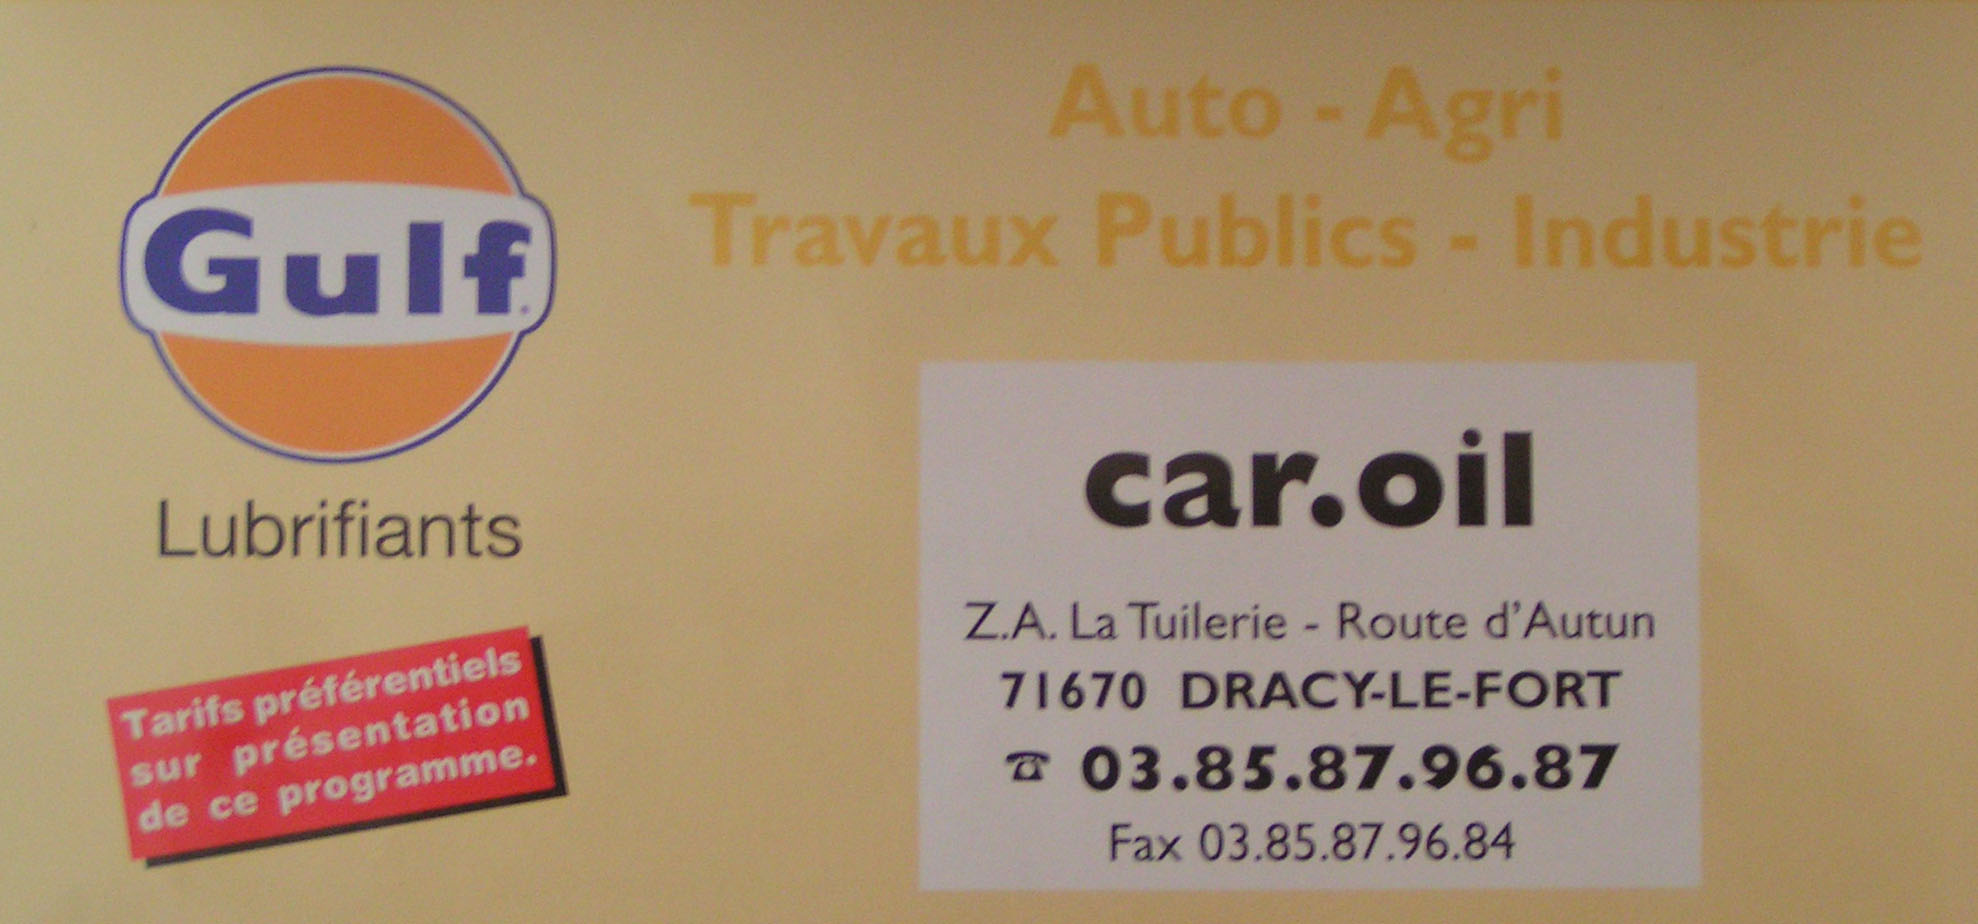 Gulf
Lubrifiants
Tarifs préférentiels
sur présentation
de ce programme.
Auto - Agri
Travaux Publics - Industrie
car.oil
Z.A. La Tuilerie - Route d'Autun
71670 DRACY-LE-FORT
☎ 03.85.87.96.87
Fax 03.85.87.96.84